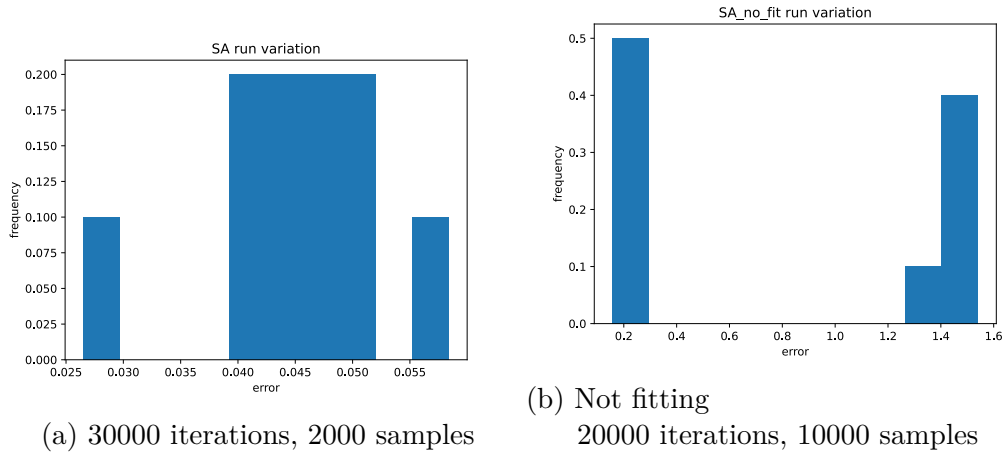 SA run variation
0.200
0.175
0.150
0.125
0.100
0.075
0.050
0.025
0.000
frequency
0.025 0.030 0.035 0.040 0.045 0.050 0.055
error
(a) 30000 iterations, 2000 samples
SA_no_fit run variation
0.5
0.4
0.3
0.2
0.1
0.0
frequency
0.2 0.4 0.6 0.8 1.0 1.2 1.4 1.6
error
(b) Not fitting
20000 iterations, 10000 samples